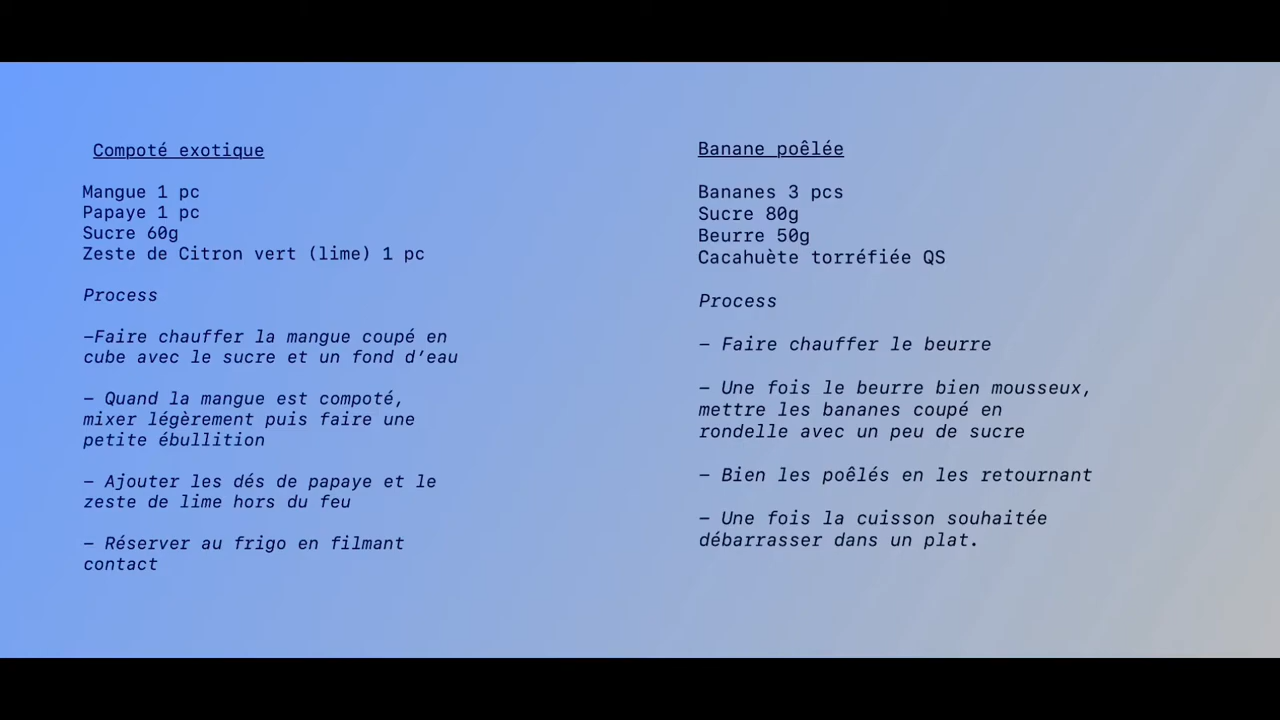 Compoté exotique
Mangue 1 pc
Papaye 1 pc
Sucre 60g
Zeste de Citron vert (lime) 1 pc
Process
–Faire chauffer la mangue coupé en
cube avec le sucre et un fond d’eau
– Quand la mangue est compoté,
mixer légèrement puis faire une
petite ébullition
– Ajouter les dés de papaye et le
zeste de lime hors du feu
– Réserver au frigo en filmant
contact
Banane poêlée
Bananes 3 pcs
Sucre 80g
Beurre 50g
Cacahuète torréfiée QS
Process
– Faire chauffer le beurre
– Une fois le beurre bien mousseux,
mettre les bananes coupé en
rondelle avec un peu de sucre
– Bien les poêlés en les retournant
– Une fois la cuisson souhaitée
débarrasser dans un plat.